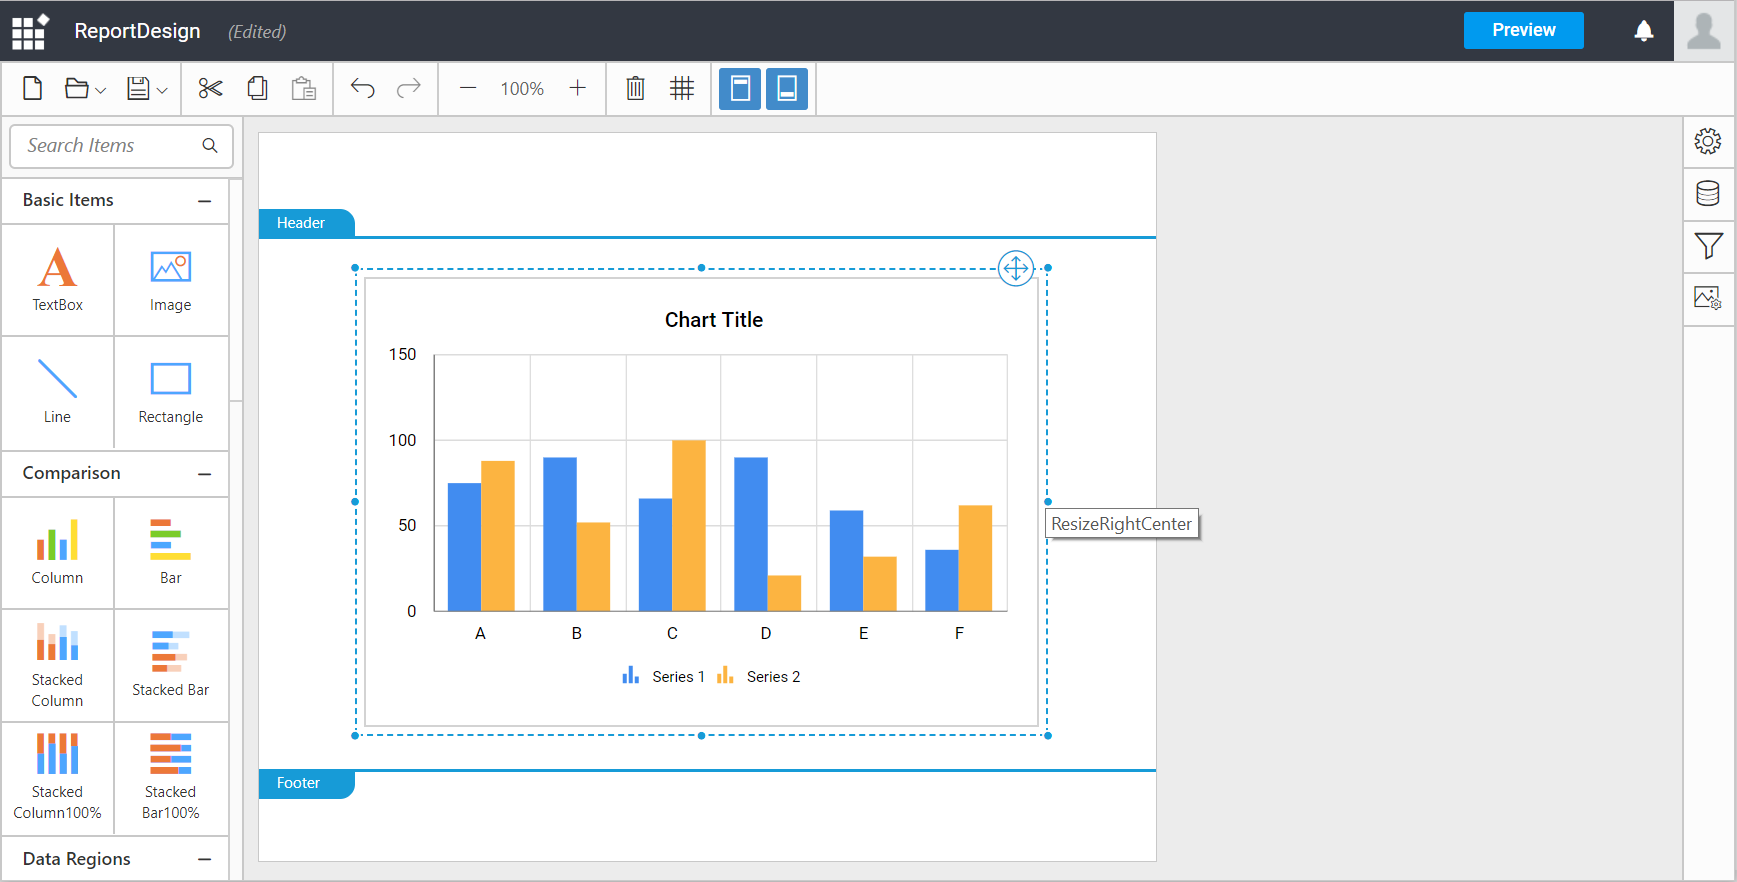 ReportDesign (Edited)
Preview
100%
Search Items
Basic Items
TextBox
Image
Line
Rectangle
Comparison
Column
Bar
Stacked
Column
Stacked Bar
Stacked
Column100%
Stacked
Bar100%
Data Regions
Header
Chart Title
150
100
50
0
A B C D E F
Series 1 Series 2
ResizeRightCenter
Footer